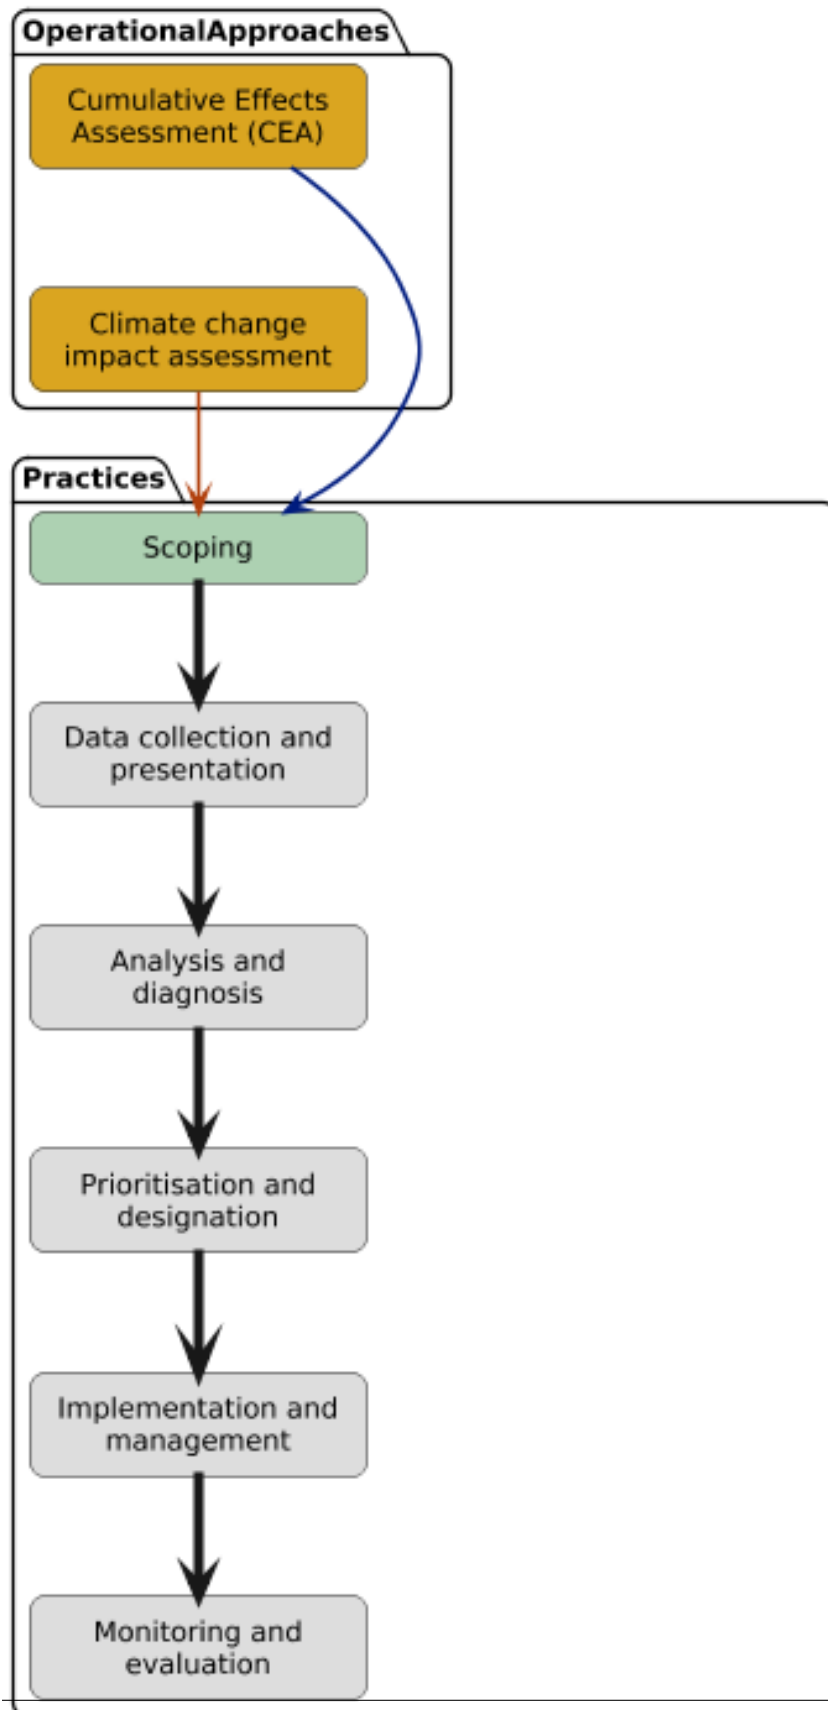 OperationalApproaches
Cumulative Effects
Assessment (CEA)
Climate change
impact assessment
Practices
Scoping
Data collection and
presentation
Analysis and
diagnosis
Prioritisation and
designation
Implementation and
management
Monitoring and
evaluation